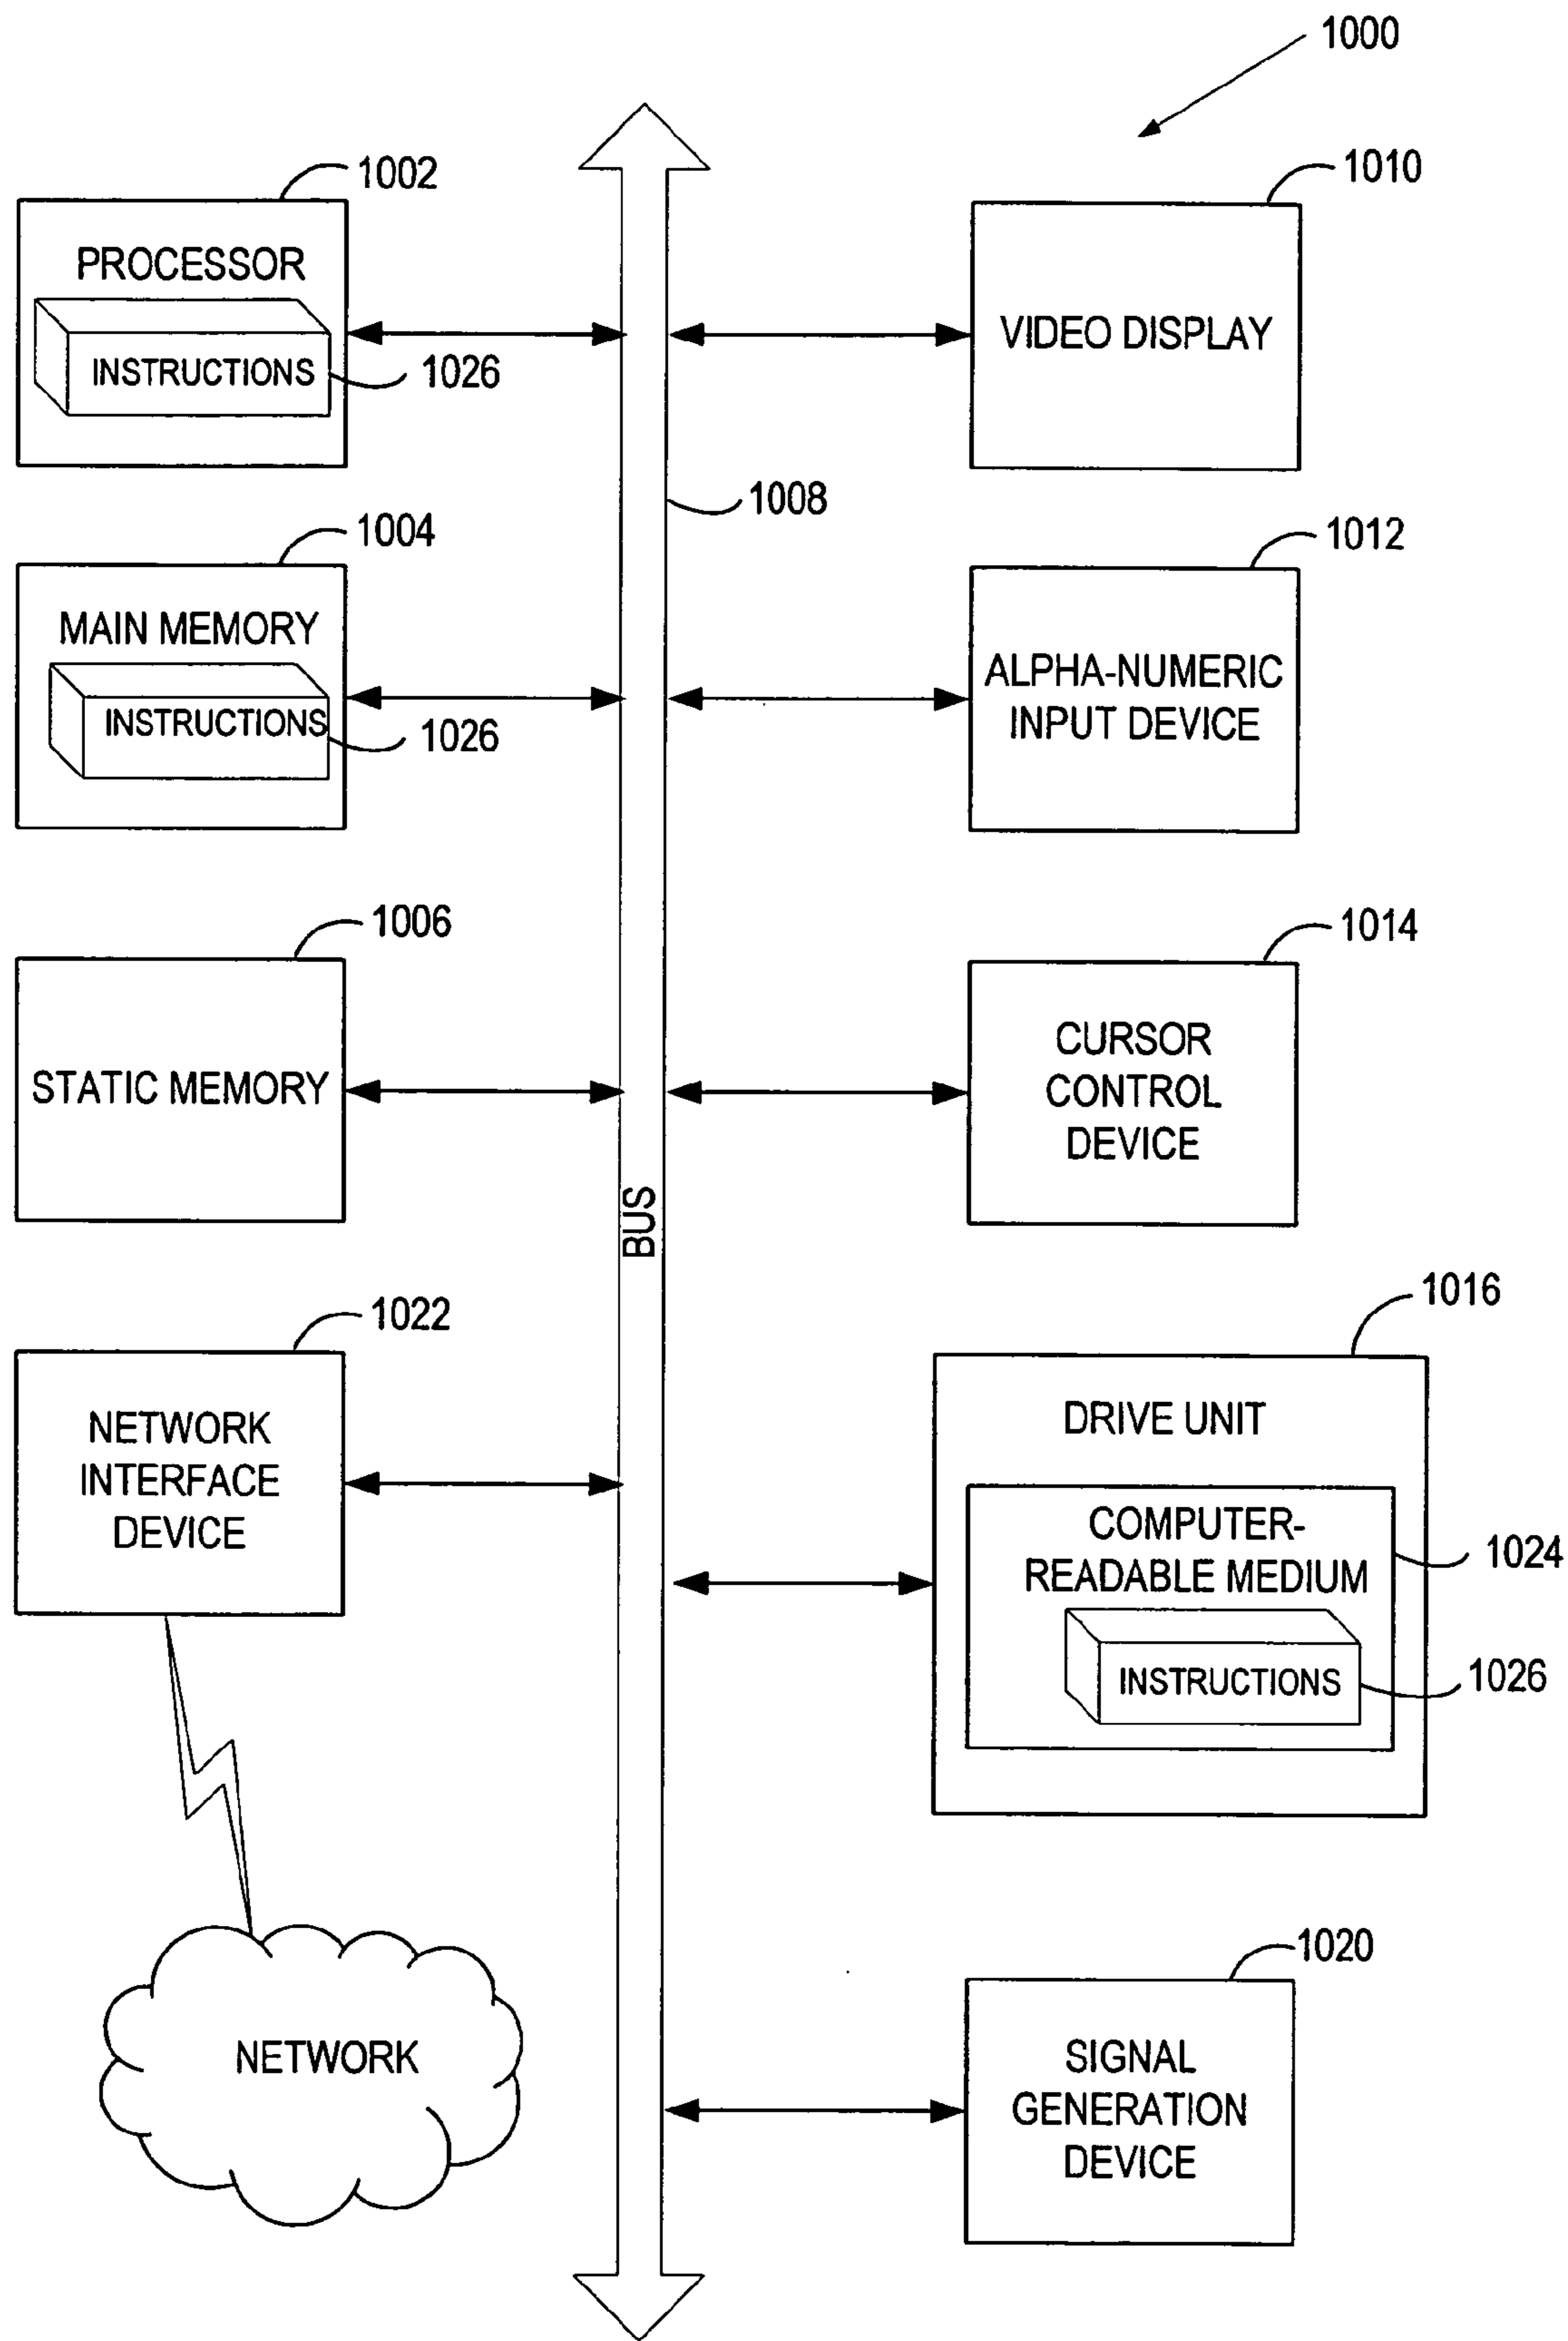 1000
1002
PROCESSOR
INSTRUCTIONS
1026
1010
VIDEO DISPLAY
1008
1004
MAIN MEMORY
INSTRUCTIONS
1026
1012
ALPHA-NUMERIC
INPUT DEVICE
1006
STATIC MEMORY
1014
CURSOR
CONTROL
DEVICE
BUS
1022
NETWORK
INTERFACE
DEVICE
1016
DRIVE UNIT
COMPUTER-
READABLE MEDIUM
1024
INSTRUCTIONS
1026
NETWORK
1020
SIGNAL
GENERATION
DEVICE